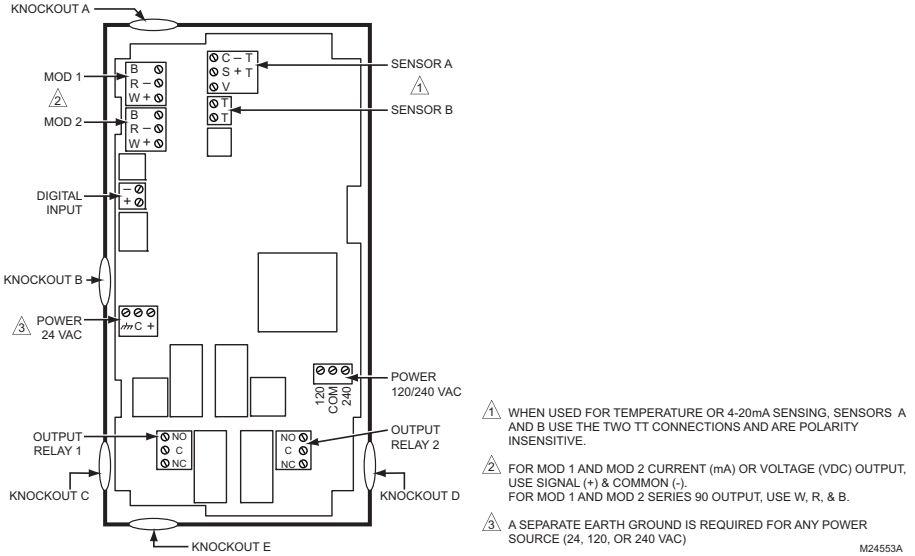 KNOCKOUT A
MOD 1
2
MOD 2
B
R –
W +
B
R –
W +
C – T
S + T
V
T
T
SENSOR A
1
SENSOR B
DIGITAL
INPUT
–
+
KNOCKOUT B
3
POWER
24 VAC
C +
120
COM
240
POWER
120/240 VAC
OUTPUT
RELAY 1
NO
C
NC
NO
C
NC
OUTPUT
RELAY 2
KNOCKOUT C
KNOCKOUT D
KNOCKOUT E
1 WHEN USED FOR TEMPERATURE OR 4-20mA SENSING, SENSORS A
AND B USE THE TWO TT CONNECTIONS AND ARE POLARITY
INSENSITIVE.
2 FOR MOD 1 AND MOD 2 CURRENT (mA) OR VOLTAGE (VDC) OUTPUT,
USE SIGNAL (+) & COMMON (-).
FOR MOD 1 AND MOD 2 SERIES 90 OUTPUT, USE W, R, & B.
3 A SEPARATE EARTH GROUND IS REQUIRED FOR ANY POWER
SOURCE (24, 120, OR 240 VAC)
M24553A